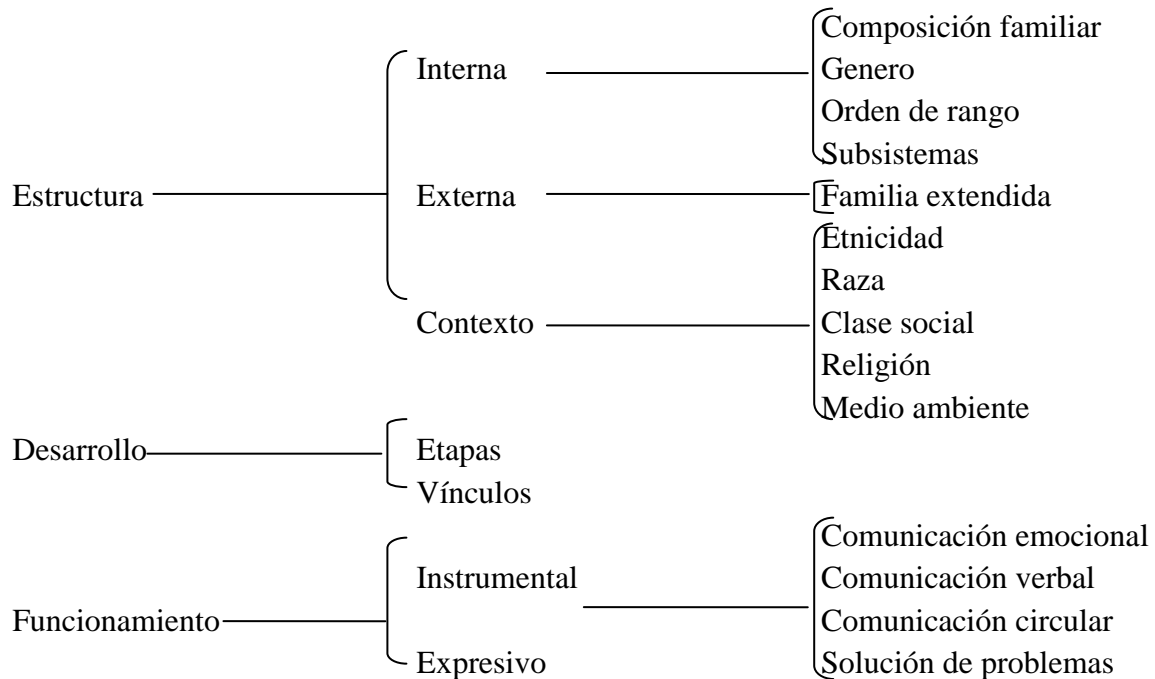 Composición familiar
Interna
Genero
Orden de rango
Subsistemas
Estructura
Externa
Familia extendida
Etnicidad
Raza
Contexto
Clase social
Religión
Medio ambiente
Desarrollo
Etapas
Vínculos
Comunicación emocional
Instrumental
Comunicación verbal
Funcionamiento
Comunicación circular
Expresivo
Solución de problemas